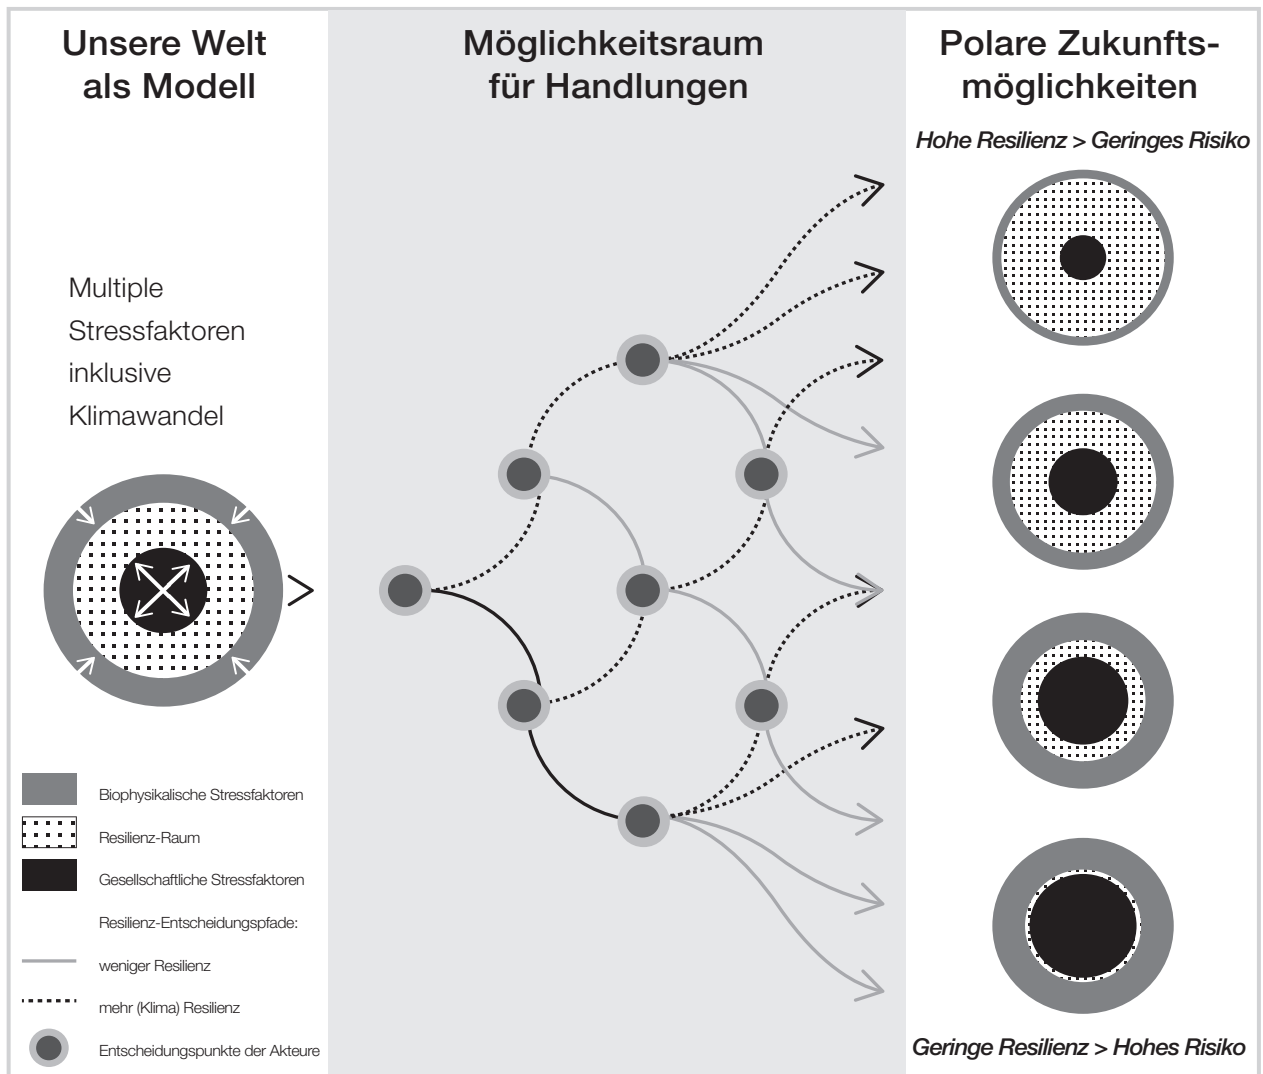 Unsere Welt
als Modell
Möglichkeitsraum
für Handlungen
Polare Zukunfts-
möglichkeiten
Hohe Resilienz > Geringes Risiko
Multiple
Stressfaktoren
inklusive
Klimawandel
Biophysikalische Stressfaktoren
Resilienz-Raum
Gesellschaftliche Stressfaktoren
Resilienz-Entscheidungspfade:
weniger Resilienz
mehr (Klima) Resilienz
Entscheidungspunkte der Akteure
Geringe Resilienz > Hohes Risiko